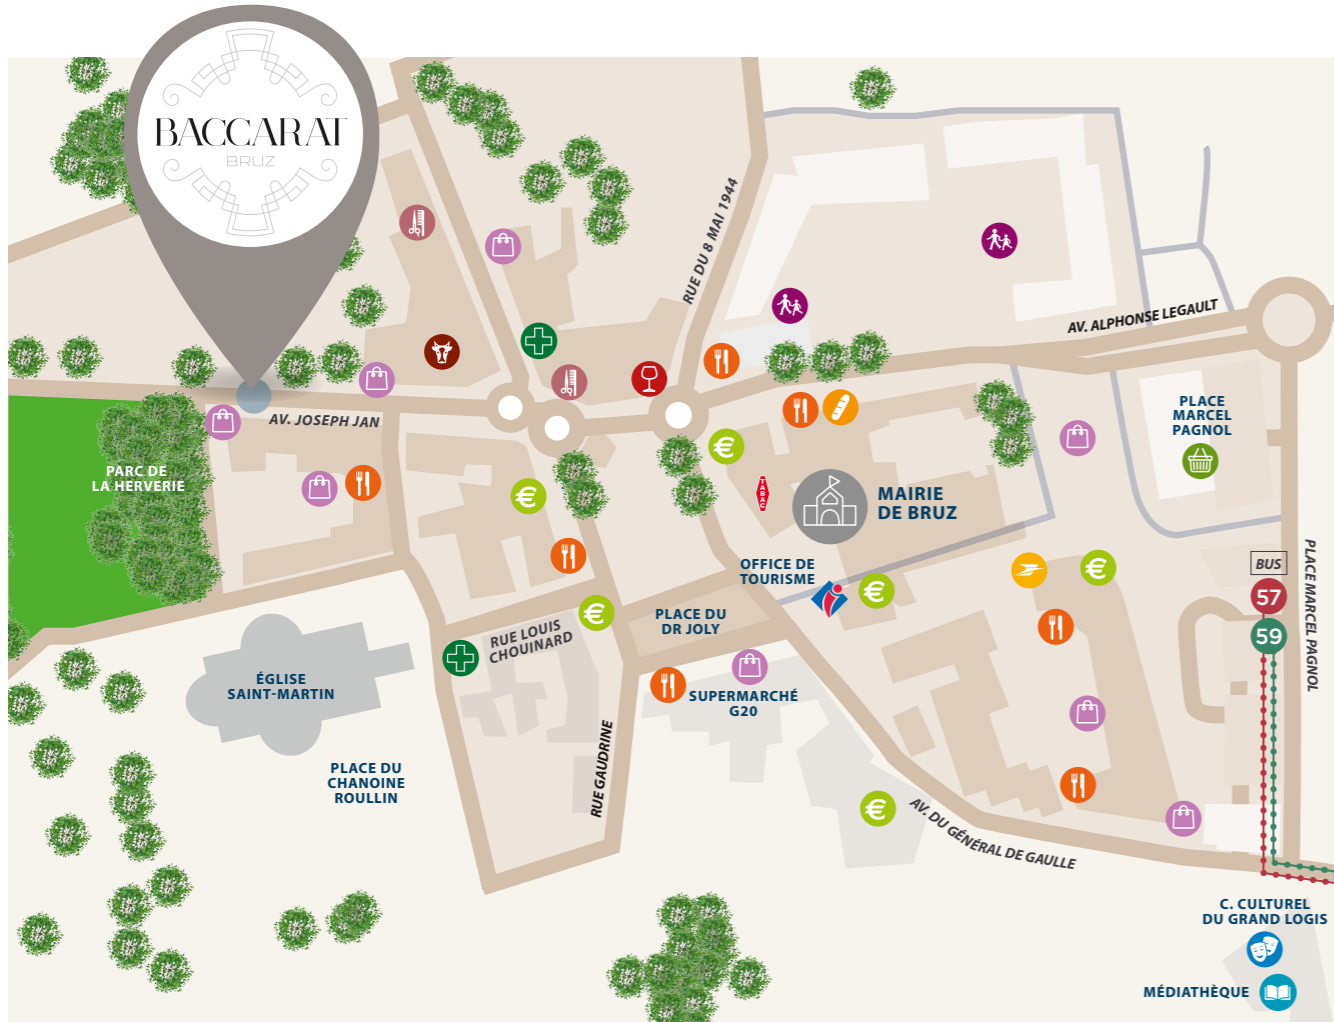 BACCARAT
BRUZ
RUE DU 8 MAI 1944
AV. ALPHONSE LEGAULT
AV. JOSEPH JAN
PLACE
MARCEL
PAGNOL
PARC DE
LA HERVERIE
€
€
TABAC
MAIRIE
DE BRUZ
OFFICE DE
TOURISME
€
€
BUS
57
59
PLACE MARCEL PAGNOL
€
PLACE DU
DR JOLY
RUE LOUIS
CHOUINARD
ÉGLISE
SAINT-MARTIN
SUPERMARCHÉ
G20
RUE GAUDRINE
PLACE DU
CHANOINE
ROULLIN
€
AV. DU GÉNÉRAL DE GAULLE
C. CULTUREL
DU GRAND LOGIS
MÉDIATHÈQUE